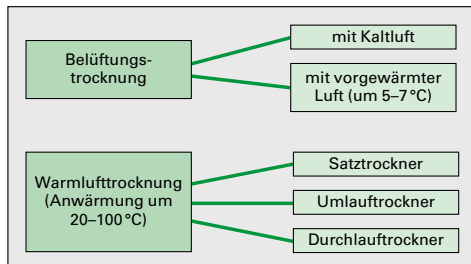 Belüftungs-
trocknung
mit Kaltluft
mit vorgewärmter
Luft (um 5–7 °C)
Warmlufttrocknung
(Anwärmung um
20–100 °C)
Satztrockner
Umlauftrockner
Durchlauftrockner